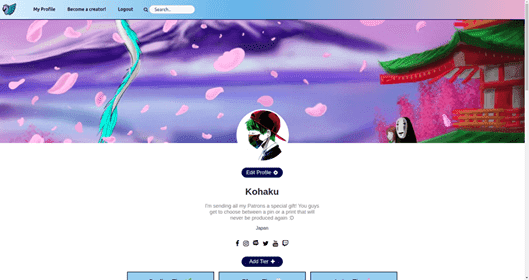 My Profile Become a creator! Logout Search..
Edit Profile
Kohaku
I'm sending all my Patrons a special gift! You guys
get to choose between a pin or a print that will
never be produced again :D
Japan
Add Tier